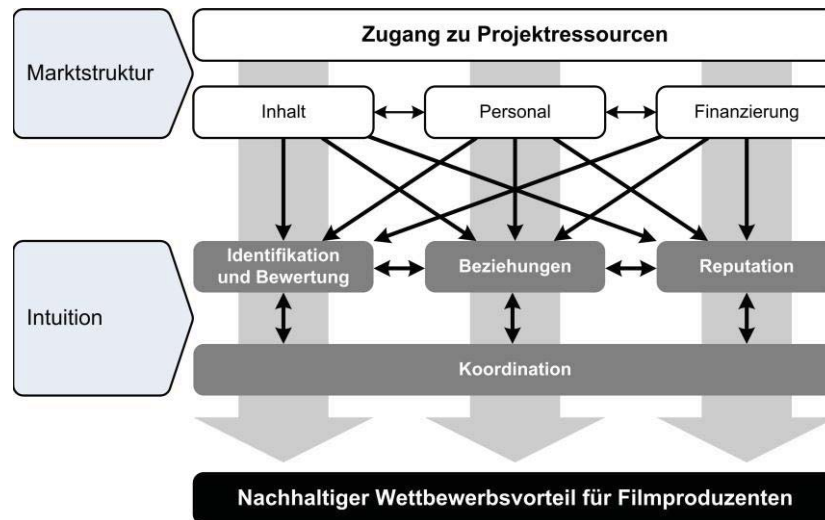 Zugang zu Projektressourcen
Marktstruktur
Inhalt
Personal
Finanzierung
Identifikation
und Bewertung
Beziehungen
Reputation
Intuition
Koordination
Nachhaltiger Wettbewerbsvorteil für Filmproduzenten